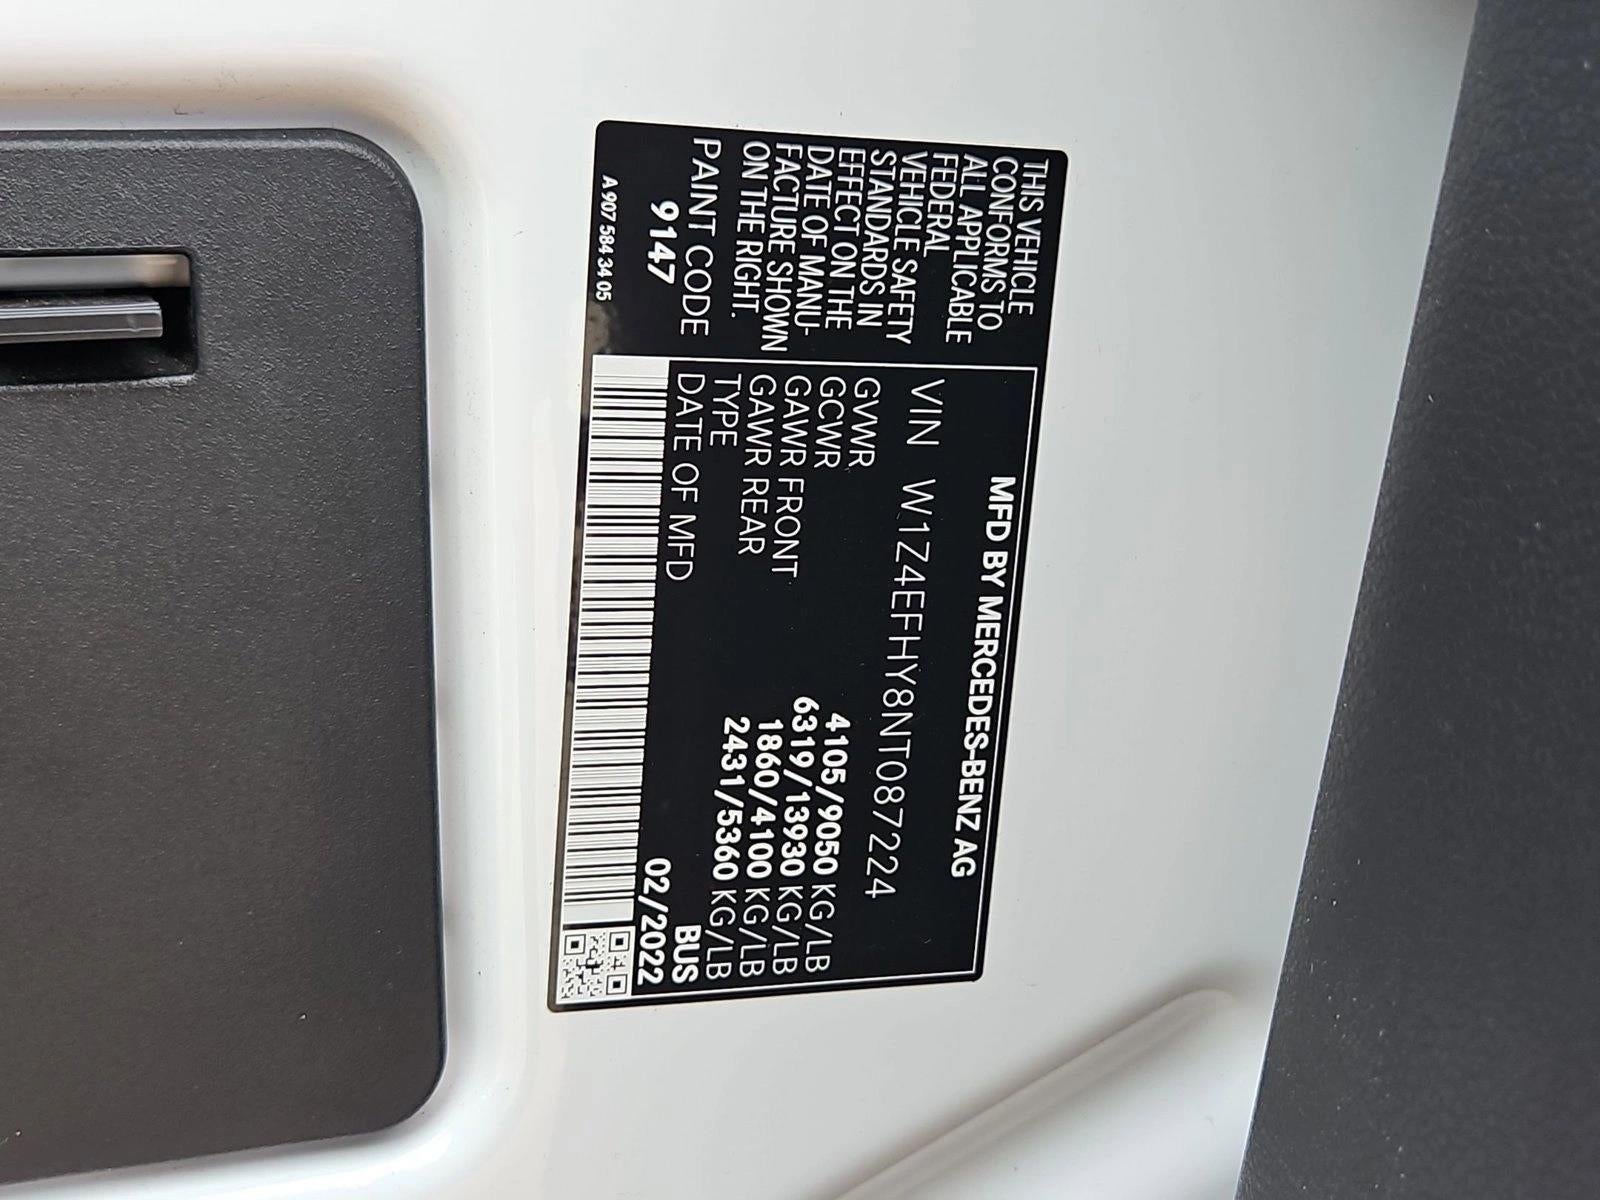 THIS VEHICLE
CONFORMS TO
ALL APPLICABLE
FEDERAL
VEHICLE SAFETY
STANDARDS IN
EFFECT ON THE
DATE OF MANU-
FACTURE SHOWN
ON THE RIGHT.
PAINT CODE
9147
A 907 584 34 05
MFD BY MERCEDES-BENZ AG
VIN W1Z4EFHY8NT087224
GVWR 4105/9050 KG/LB
GCWR 6319/13930 KG/LB
GAWR FRONT 1860/4100 KG/LB
GAWR REAR 2431/5360 KG/LB
TYPE BUS
DATE OF MFD 02/2022